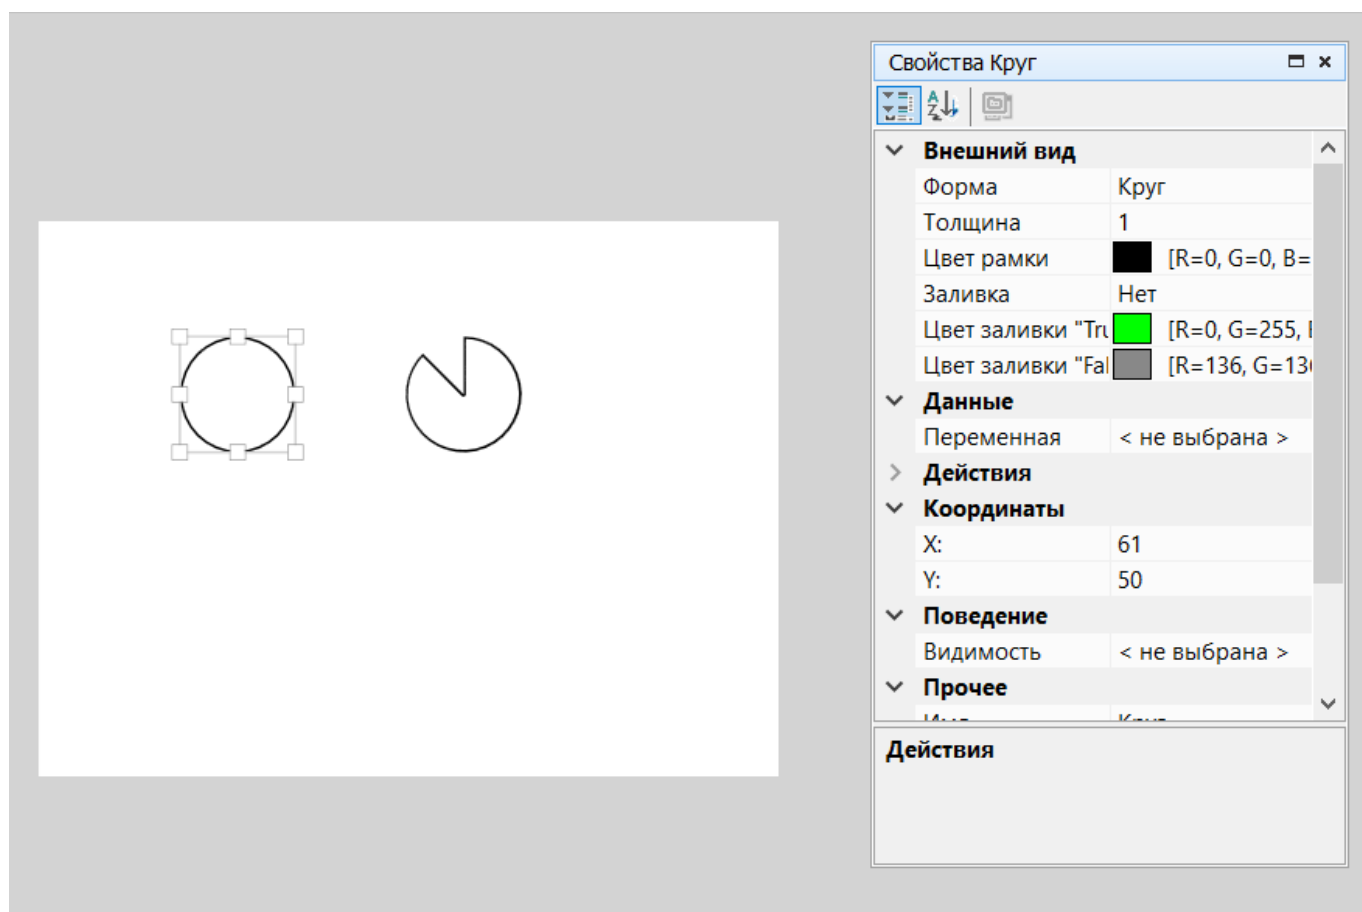 Свойства Круг
Внешний вид
Форма Круг
Толщина 1
Цвет рамки [R=0, G=0, B=
Заливка Нет
Цвет заливки "Tru [R=0, G=255,
Цвет заливки "Fal [R=136, G=13
Данные
Переменная < не выбрана >
Действия
Координаты
X: 61
Y: 50
Поведение
Видимость < не выбрана >
Прочее
Действия